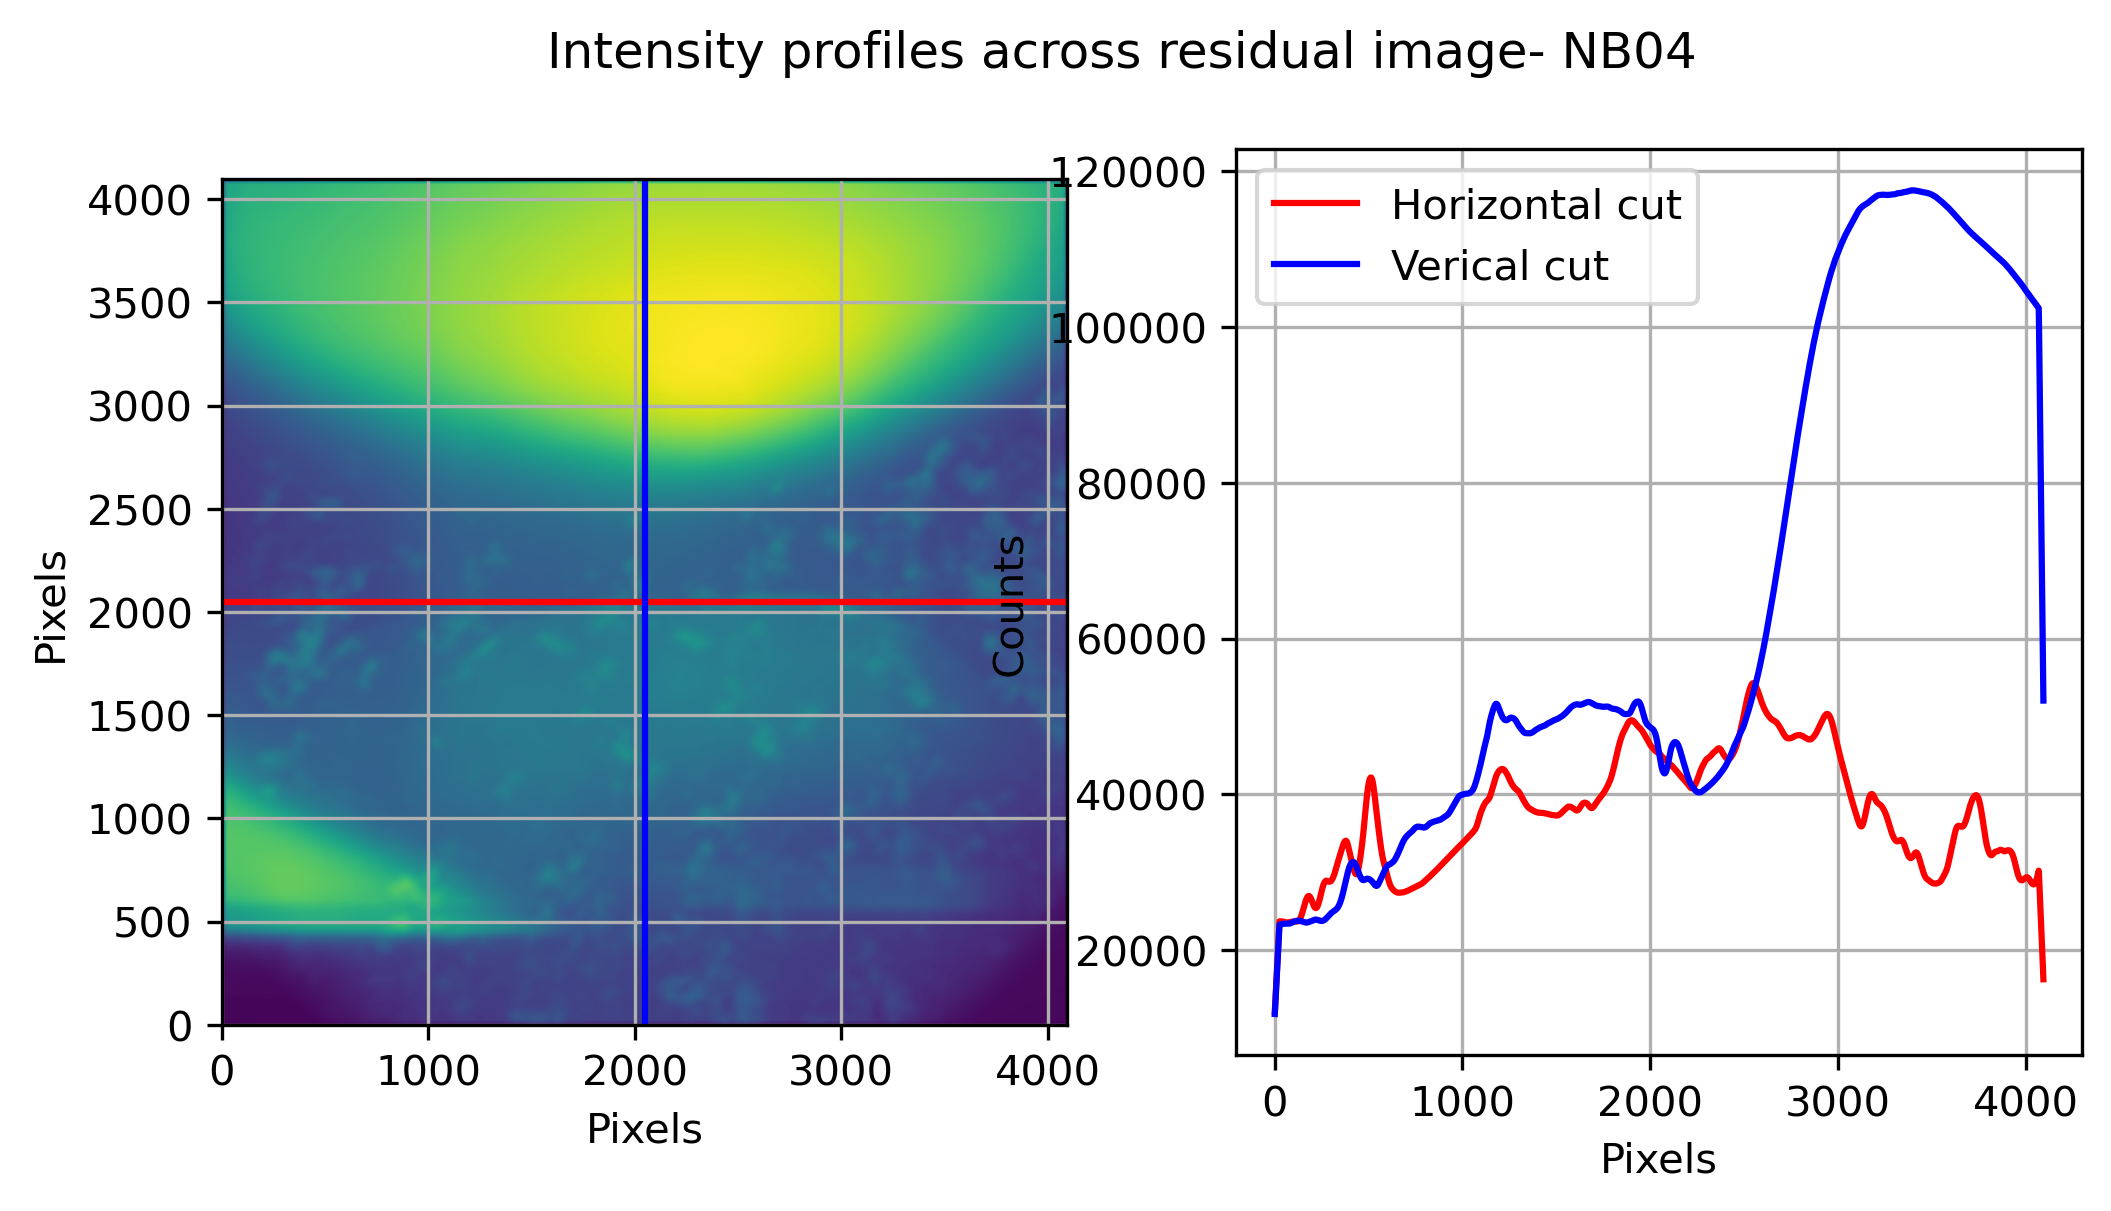 Intensity profiles across residual image- NB04
4000
3500
3000
2500
2000
1500
1000
500
0
Pixels
0 1000 2000 3000 4000
Pixels
120000
100000
80000
60000
40000
20000
Counts
Horizontal cut
Verical cut
0 1000 2000 3000 4000
Pixels